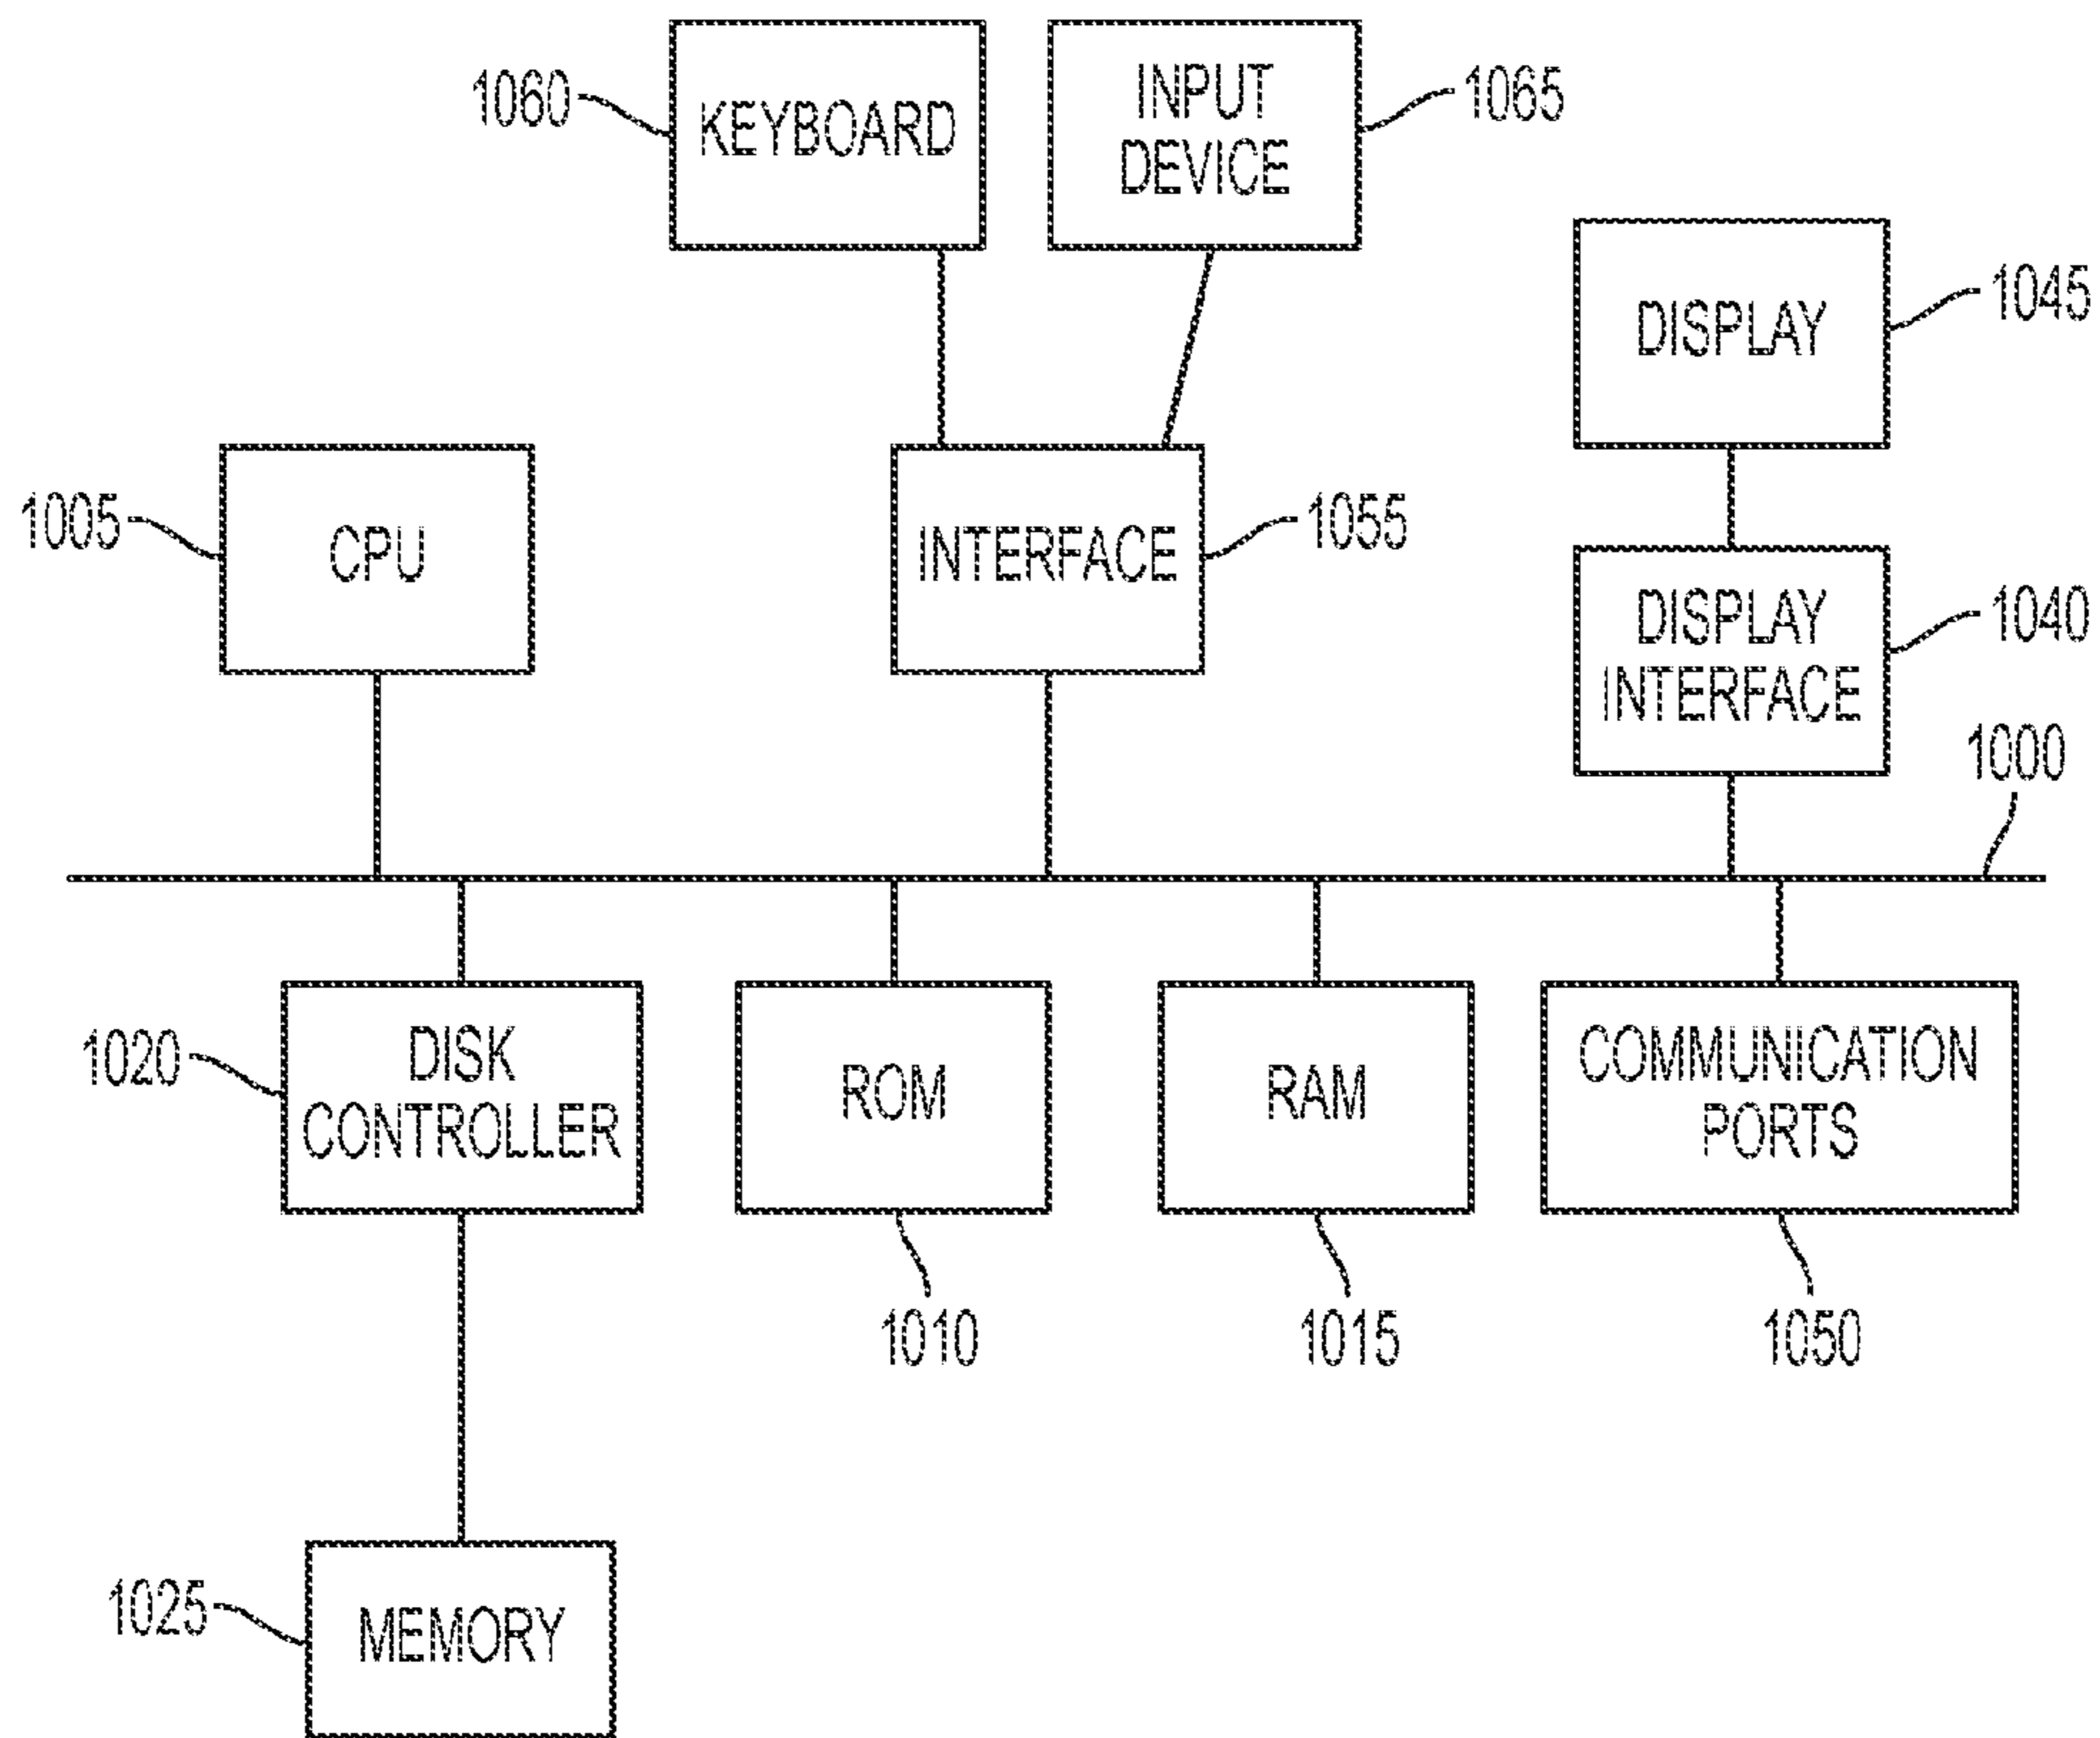 1060
KEYBOARD
INPUT
DEVICE
1065
DISPLAY
1045
1005
CPU
INTERFACE
1055
DISPLAY
INTERFACE
1040
1000
1020
DISK
CONTROLLER
ROM
RAM
COMMUNICATION
PORTS
1010
1015
1050
1025
MEMORY